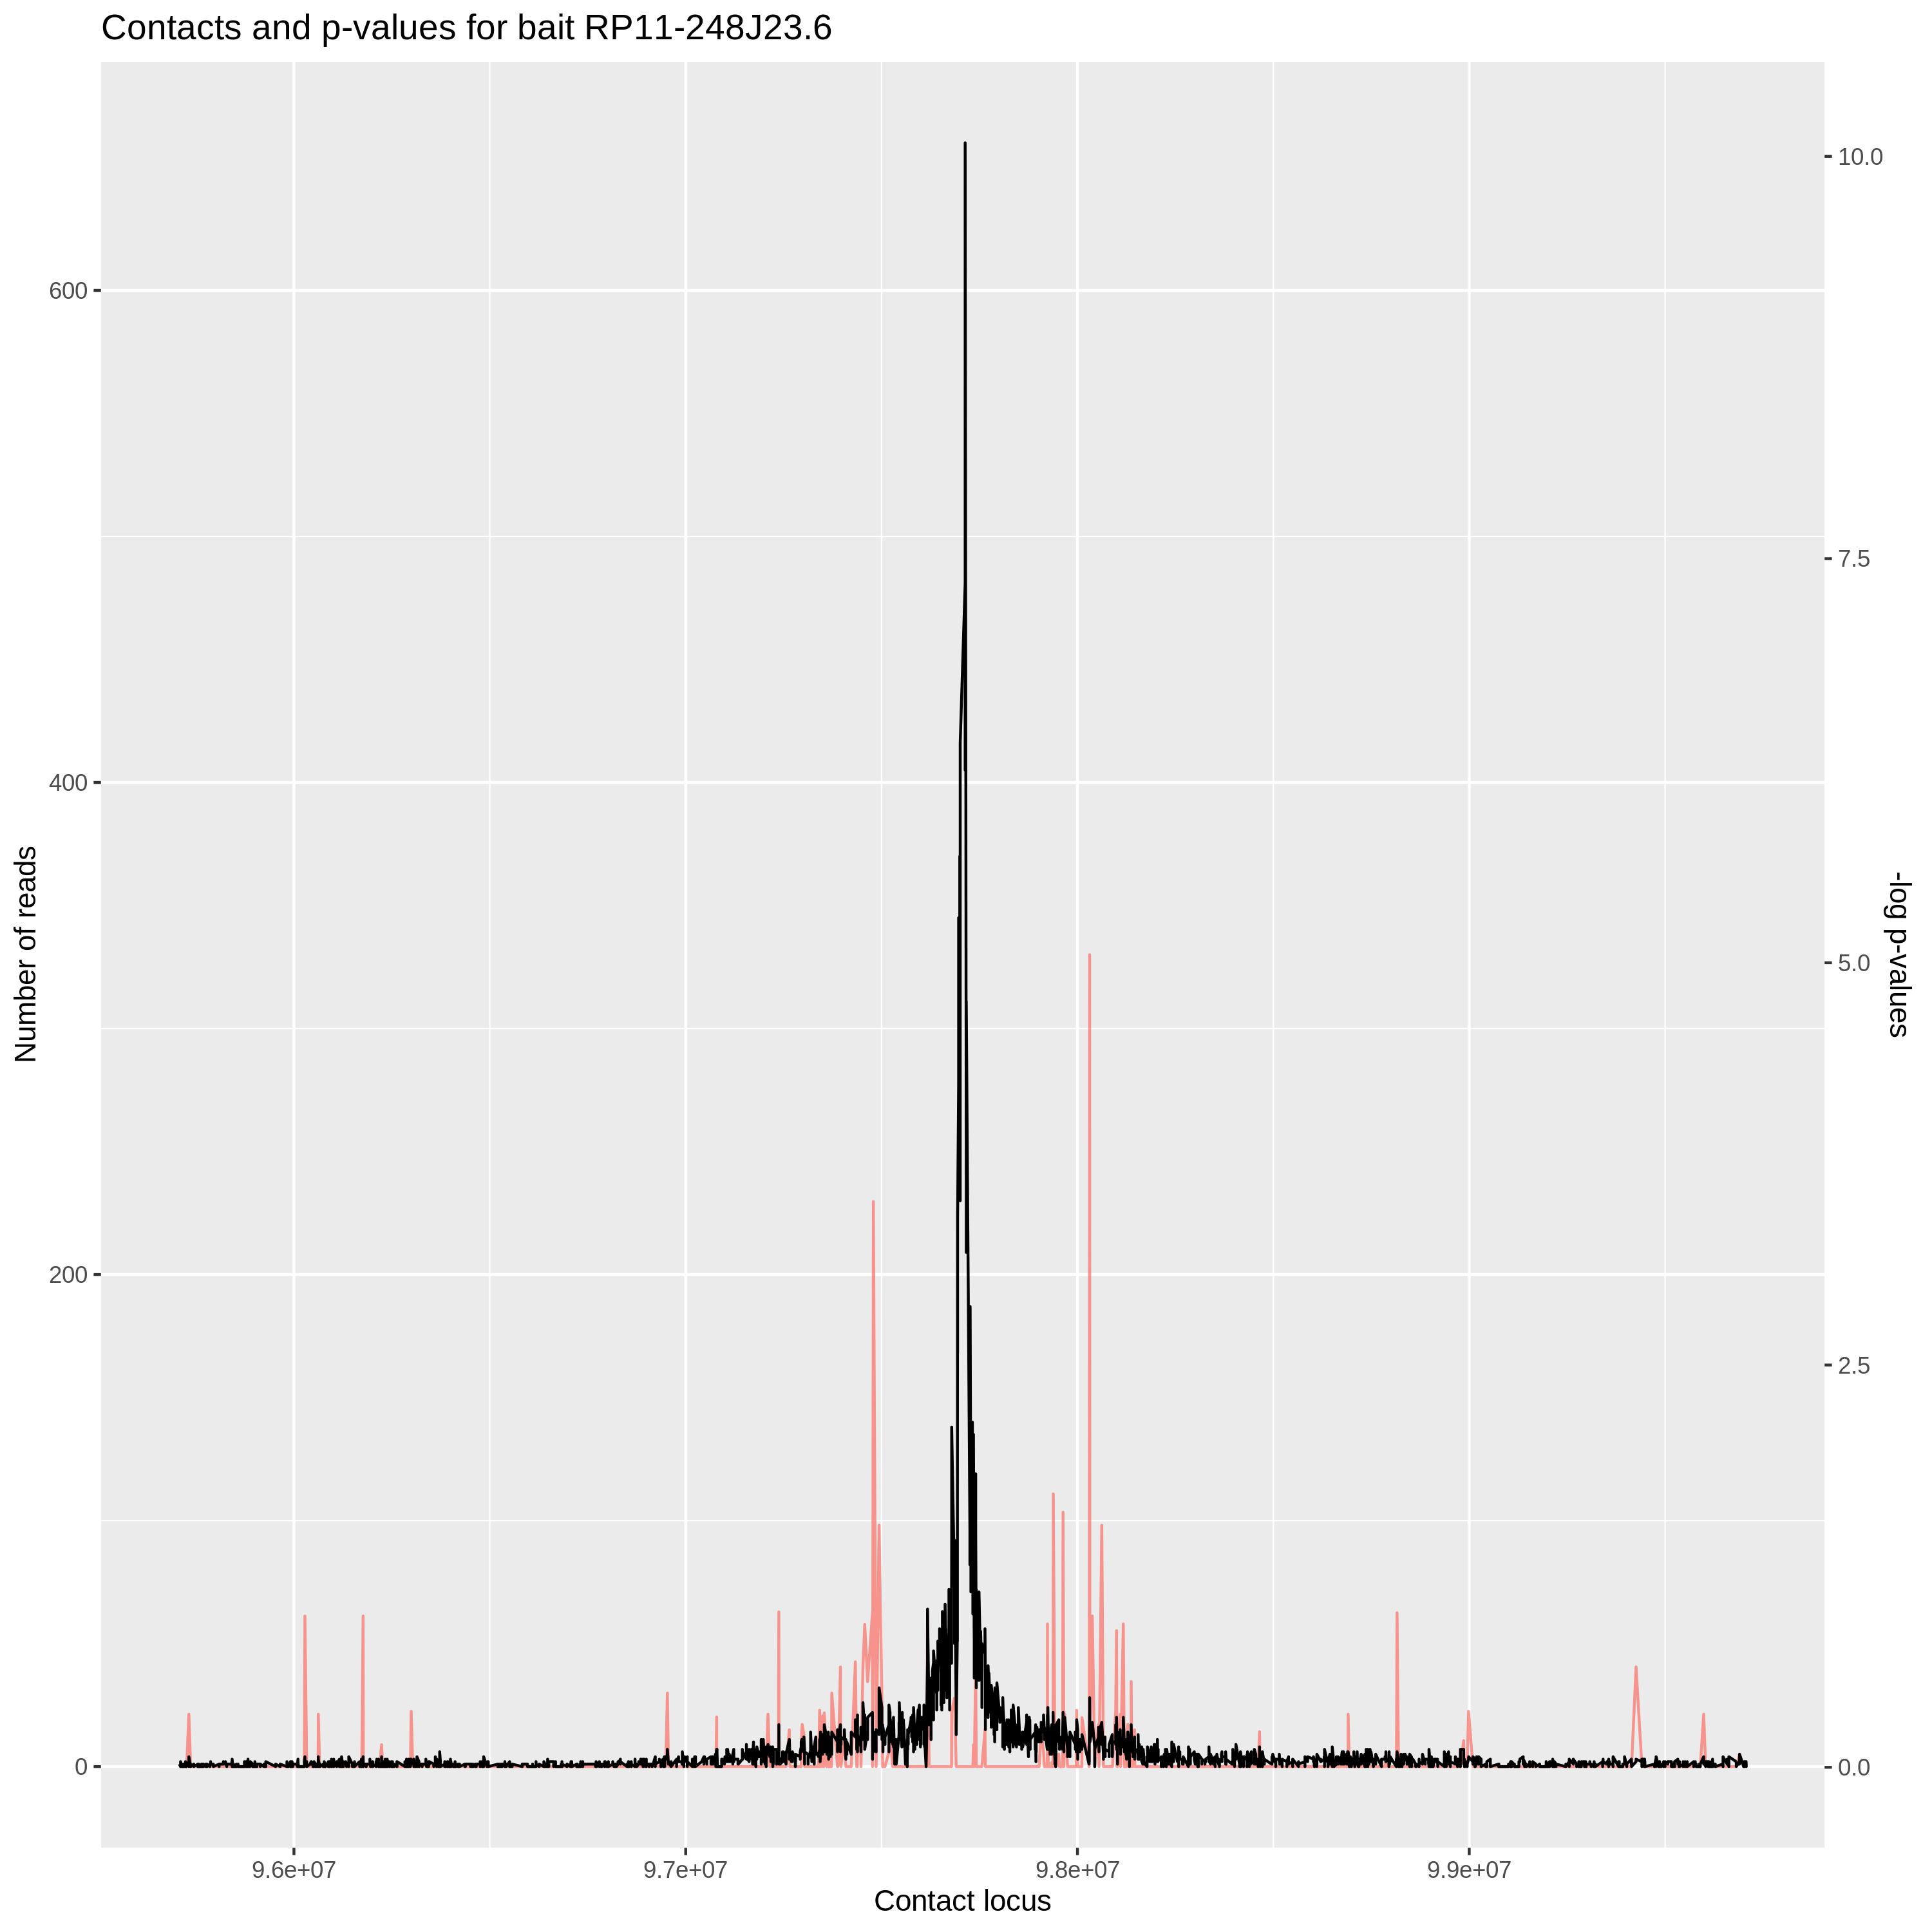 Contacts and p-values for bait RP11-248J23.6
600
400
200
0
10.0
7.5
5.0
2.5
0.0
Number of reads
-log p-values
9.6e+07
9.7e+07
9.8e+07
9.9e+07
Contact locus